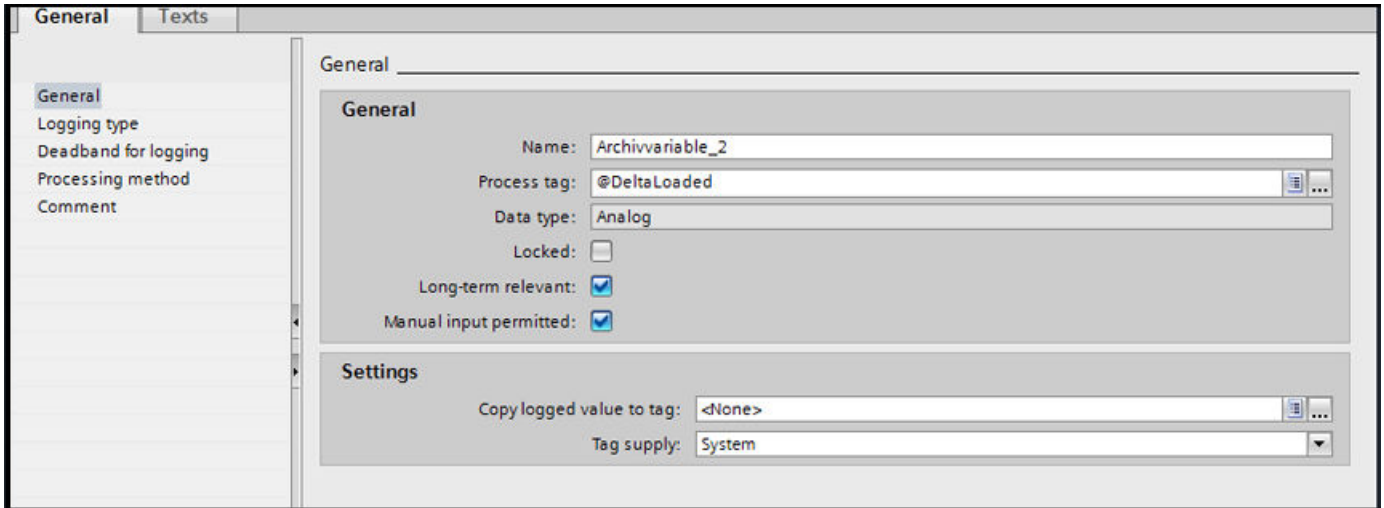 General
Texts
General
Logging type
Deadband for logging
Processing method
Comment
General
General
Name: Archivvariable_2
Process tag: @DeltaLoaded ...
Data type: Analog
Locked:
Long-term relevant:
Manual input permitted:
Settings
Copy logged value to tag: <None> ...
Tag supply: System